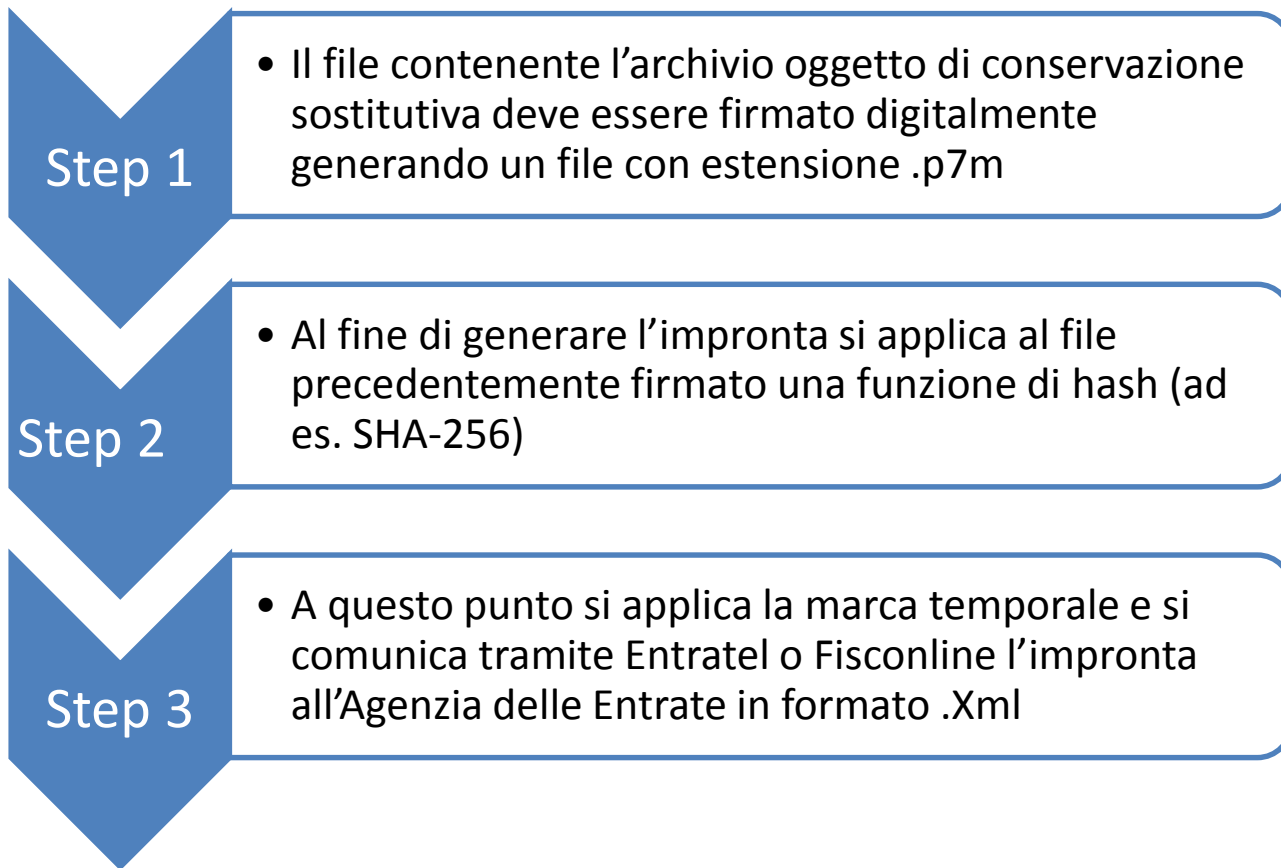 Step 1
• Il file contenente l’archivio oggetto di conservazione
sostitutiva deve essere firmato digitalmente
generando un file con estensione .p7m
Step 2
• Al fine di generare l’impronta si applica al file
precedentemente firmato una funzione di hash (ad
es. SHA-256)
Step 3
• A questo punto si applica la marca temporale e si
comunica tramite Entratel o Fisconline l’impronta
all’Agenzia delle Entrate in formato .Xml